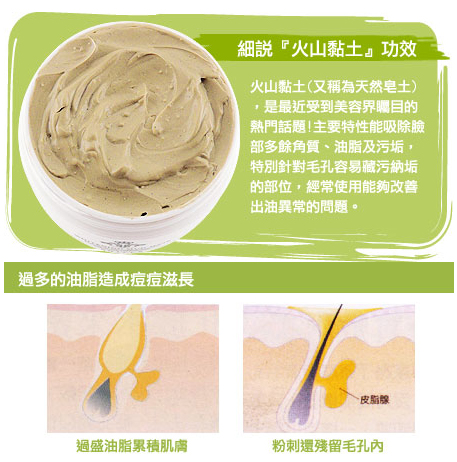 細説『火山黏土』功效
火山黏土(又稱為天然皂土)
，是最近受到美容界矚目的
熱門話題!主要特性能吸除臉
部多餘角質、油脂及污垢，
特別針對毛孔容易藏污納垢
的部位，經常使用能夠改善
出油異常的問題。
過多的油脂造成痘痘滋長
皮脂腺
過盛油脂累積肌膚
粉刺還殘留毛孔內